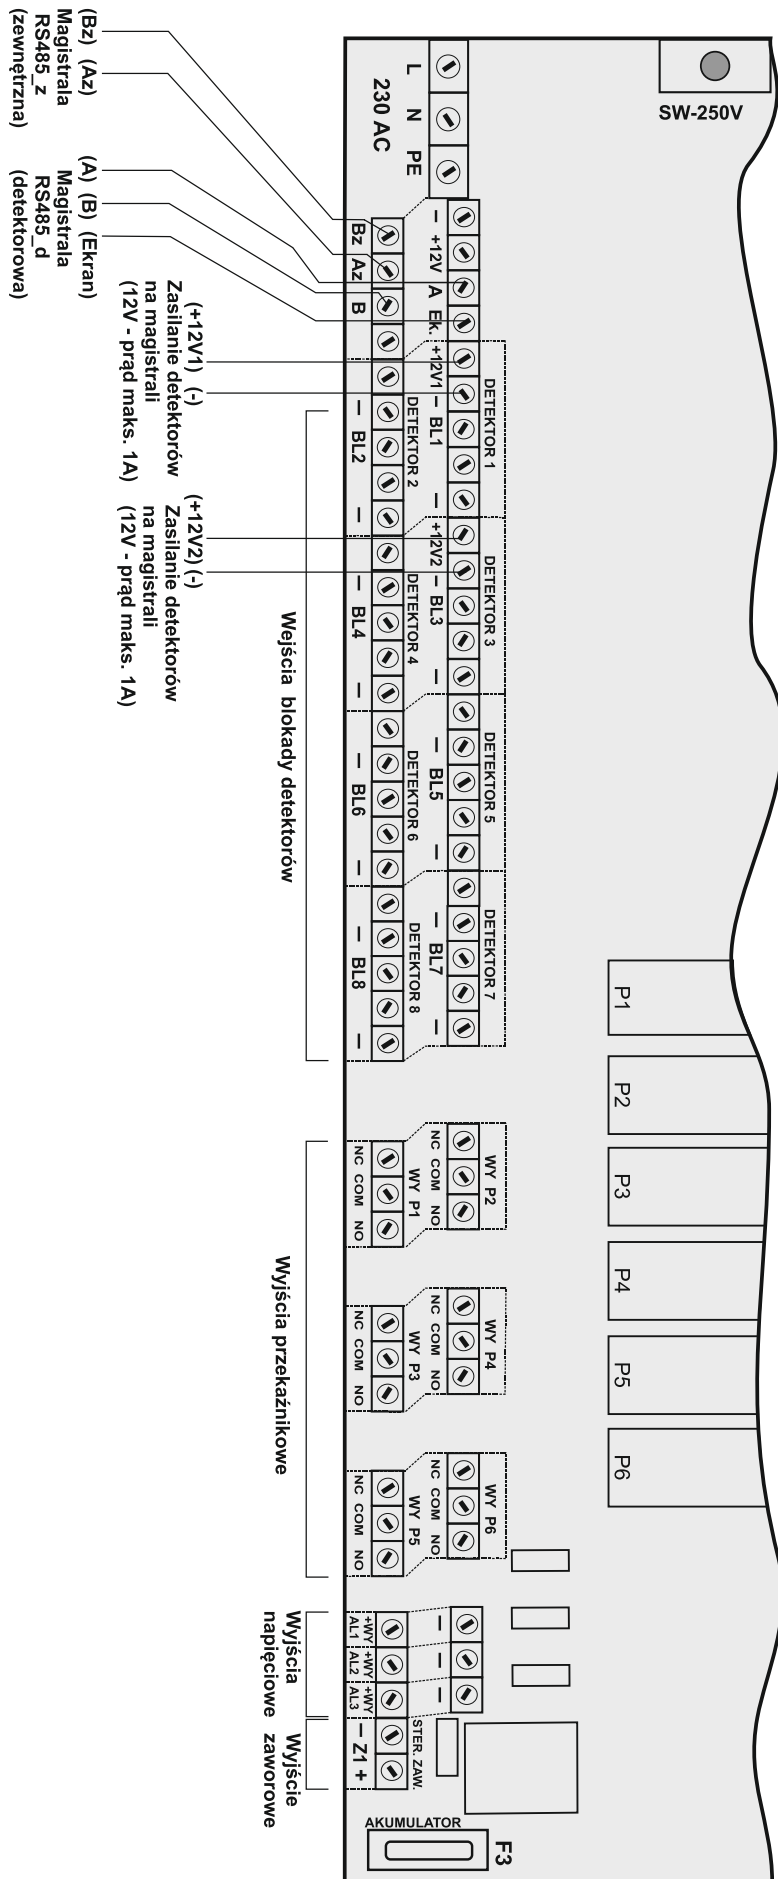 SW-250V
L N PE
230 AC
(Bz) (Az)
Magistrala
RS485_z
(zewnętrzna)
(A) (B) (Ekran)
Magistrala
RS485_d
(detektorowa)
(+12V1) (-)
Zasilanie detektorów
na magistrali
(12V - prąd maks. 1A)
(+12V2) (-)
Zasilanie detektorów
na magistrali
(12V - prąd maks. 1A)
– +12V A Ek. +12V1 – BL1 – +12V2 – BL3 – – BL5 – – BL7 –
DETEKTOR 1
DETEKTOR 3
DETEKTOR 5
DETEKTOR 7
Bz Az B – BL2 – – BL4 – – BL6 – – BL8 –
DETEKTOR 2
DETEKTOR 4
DETEKTOR 6
DETEKTOR 8
Wejścia blokady detektorów
P1
P2
P3
P4
P5
P6
WY P2
NC COM NO
WY P1
NC COM NO
WY P4
NC COM NO
WY P3
NC COM NO
WY P6
NC COM NO
WY P5
NC COM NO
Wyjścia przekaźnikowe
– – –
+WY
AL1
+WY
AL2
+WY
AL3
Wyjścia
napięciowe
STER. ZAW.
– Z1 +
Wyjście
zaworowe
AKUMULATOR
F3